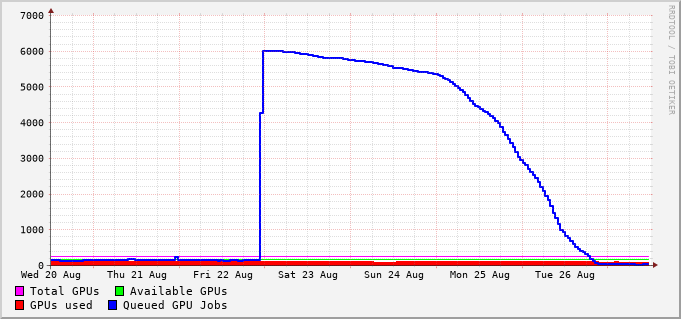 7000
6000
5000
4000
3000
2000
1000
0
Wed 20 Aug Thu 21 Aug Fri 22 Aug Sat 23 Aug Sun 24 Aug Mon 25 Aug Tue 26 Aug
Total GPUs Available GPUs
GPUs used Queued GPU Jobs
RRDTOOL / TOBI OETIKER